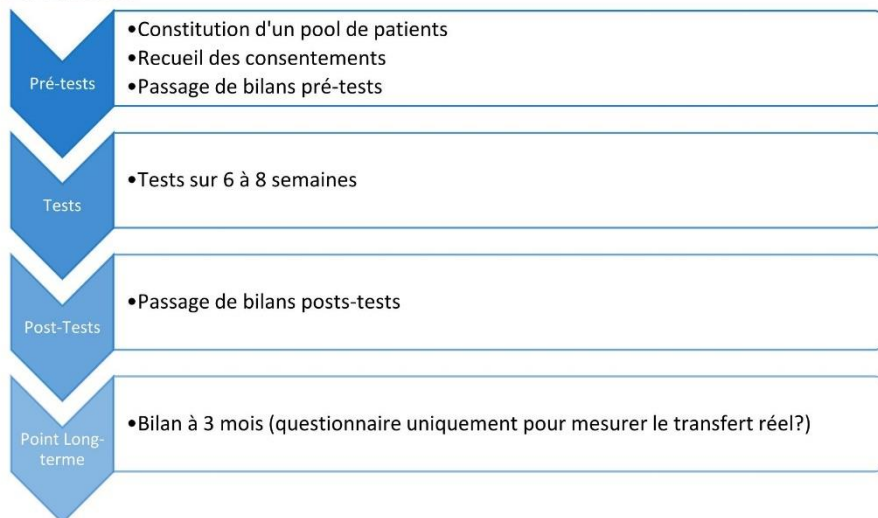 Pré-tests
•Constitution d'un pool de patients
•Recueil des consentements
•Passage de bilans pré-tests
Tests
•Tests sur 6 à 8 semaines
Post-Tests
•Passage de bilans posts-tests
Point Long-
terme
•Bilan à 3 mois (questionnaire uniquement pour mesurer le transfert réel?)